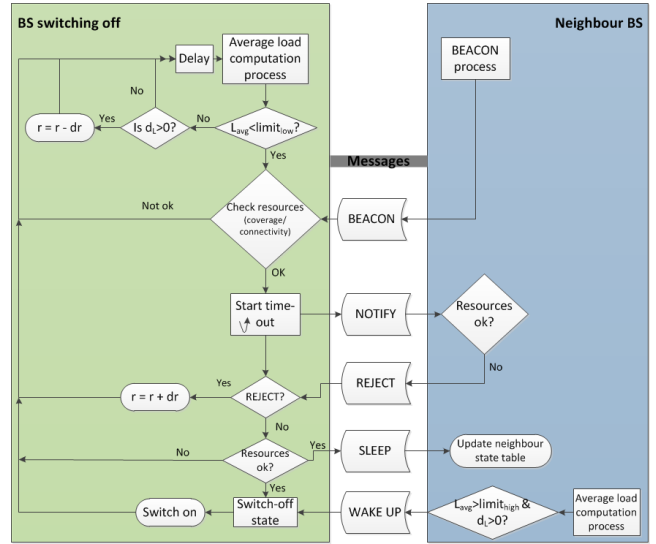 BS switching off
Neighbour BS
Delay
Average load
computation
process
BEACON
process
No
r = r - dr
Yes
Is dL>0?
No
Lavg<limitlow?
Yes
Messages
Not ok
Check resources
(coverage/
connectivity)
BEACON
OK
Start time-
out
NOTIFY
Resources
ok?
No
r = r + dr
Yes
REJECT?
REJECT
No
No
Resources
ok?
Yes
SLEEP
Update neighbour
state table
Yes
Switch on
Switch-off
state
WAKE UP
Lavg>limithigh &
dL>0?
Average load
computation
process